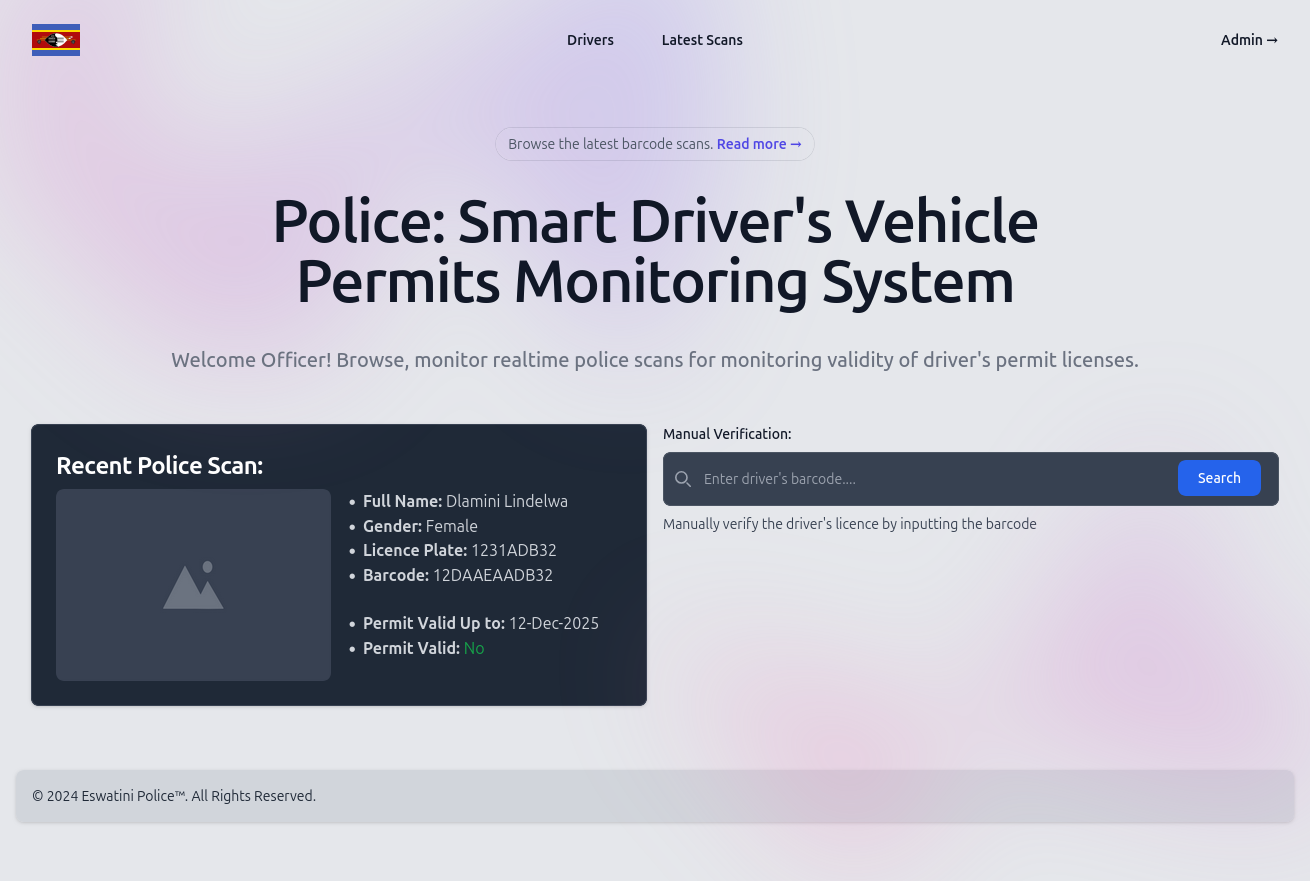 Drivers
Latest Scans
Admin →
Browse the latest barcode scans. Read more →
Police: Smart Driver's Vehicle
Permits Monitoring System
Welcome Officer! Browse, monitor realtime police scans for monitoring validity of driver's permit licenses.
Recent Police Scan:
• Full Name: Dlamini Lindelwa
• Gender: Female
• Licence Plate: 1231ADB32
• Barcode: 12DAAEAADB32
• Permit Valid Up to: 12-Dec-2025
• Permit Valid: No
Manual Verification:
Enter driver's barcode....
Search
Manually verify the driver's licence by inputting the barcode
© 2024 Eswatini Police™. All Rights Reserved.